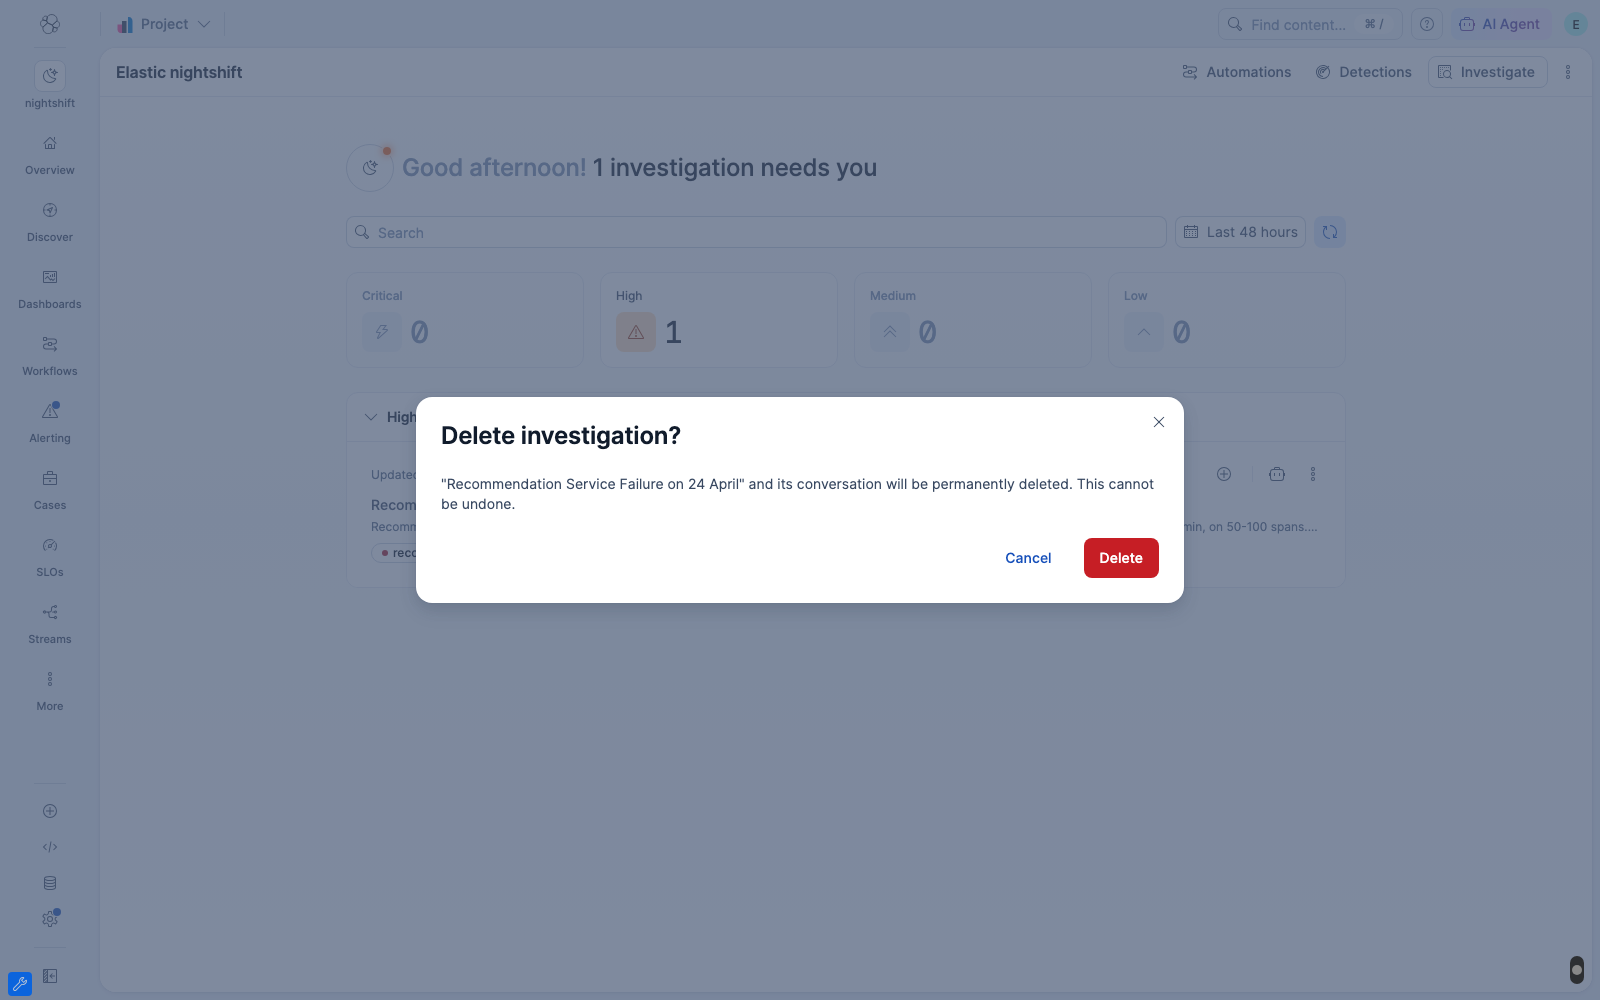 Project
Find content... ⌘ /
AI Agent
E
Elastic nightshift
Automations
Detections
Investigate
nightshift
Overview
Discover
Dashboards
Workflows
Alerting
Cases
SLOs
Streams
More
Good afternoon! 1 investigation needs you
Search
Last 48 hours
Critical
0
High
1
Medium
0
Low
0
High
Updated
min, on 50-100 spans....
Delete investigation?
"Recommendation Service Failure on 24 April" and its conversation will be permanently deleted. This cannot
be undone.
Cancel
Delete